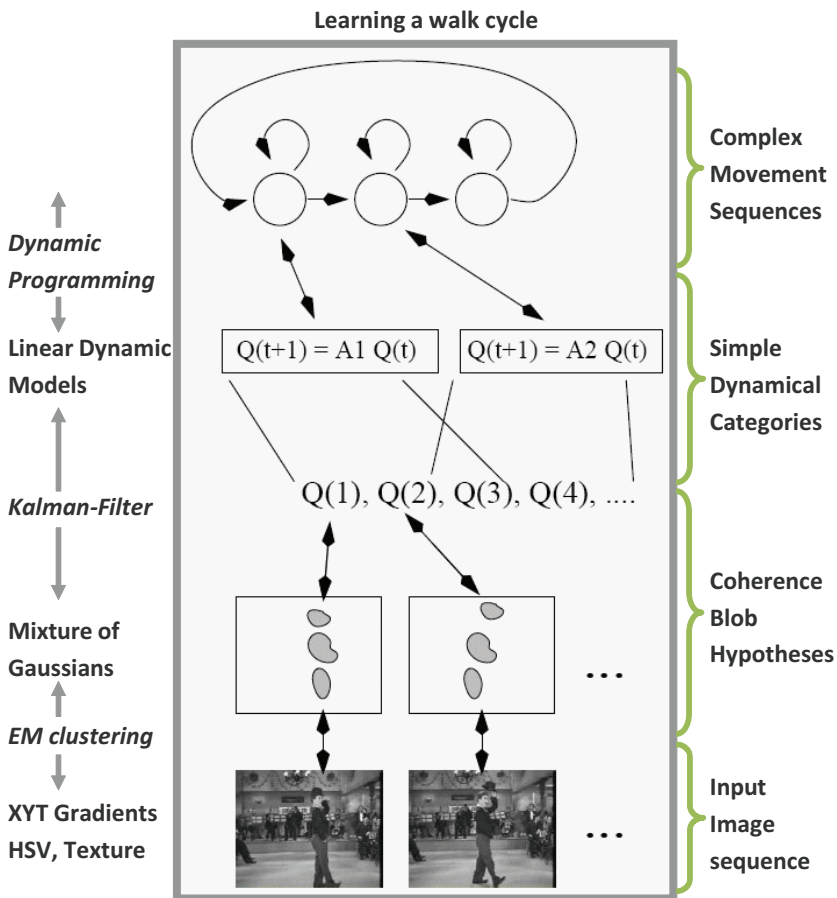 Learning a walk cycle
Complex
Movement
Sequences
Dynamic
Programming
Linear Dynamic
Models
Q(t+1) = A1 Q(t)
Q(t+1) = A2 Q(t)
Simple
Dynamical
Categories
Q(1), Q(2), Q(3), Q(4), ....
Kalman-Filter
Coherence
Blob
Hypotheses
Mixture of
Gaussians
...
EM clustering
XYT Gradients
HSV, Texture
...
Input
Image
sequence